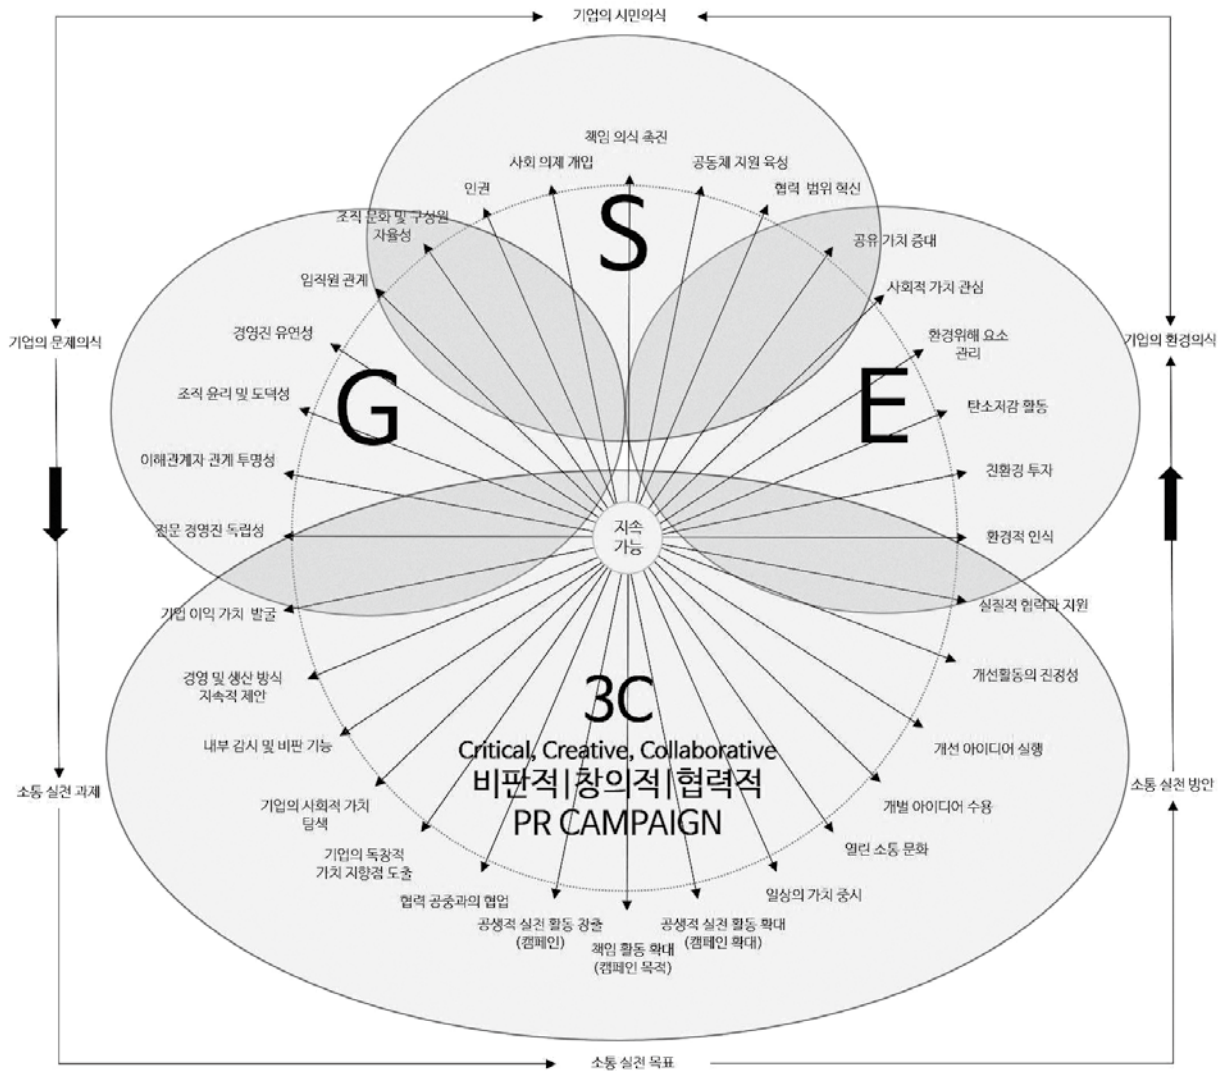 기업의 시민의식
책임 의식 촉진
사회 의제 개입
공동체 지원 육성
인권
협력 범위 혁신
조직 문화 및 구성원
자율성
S
공유 가치 증대
임직원 관계
사회적 가치 관심
경영진 유연성
환경위해 요소
관리
기업의 문제의식
기업의 환경의식
조직 윤리 및 도덕성
G
E
탄소저감 활동
이해관계자 관계 투명성
친환경 투자
전문 경영진 독립성
지속
가능
환경적 인식
기업 이익 가치 발굴
실질적 협력과 지원
경영 및 생산 방식
지속적 제안
개선활동의 진정성
3C
내부 감시 및 비판 기능
Critical, Creative, Collaborative
개선 아이디어 실행
비판적|창의적|협력적
소통 실천 과제
소통 실천 방안
기업의 사회적 가치
탐색
PR CAMPAIGN
개별 아이디어 수용
기업의 독창적
가치 지향점 도출
열린 소통 문화
협력 공중과의 협업
일상의 가치 중시
공생적 실천 활동 창출
(캠페인)
책임 활동 확대
(캠페인 목적)
공생적 실천 활동 확대
(캠페인 확대)
소통 실천 목표